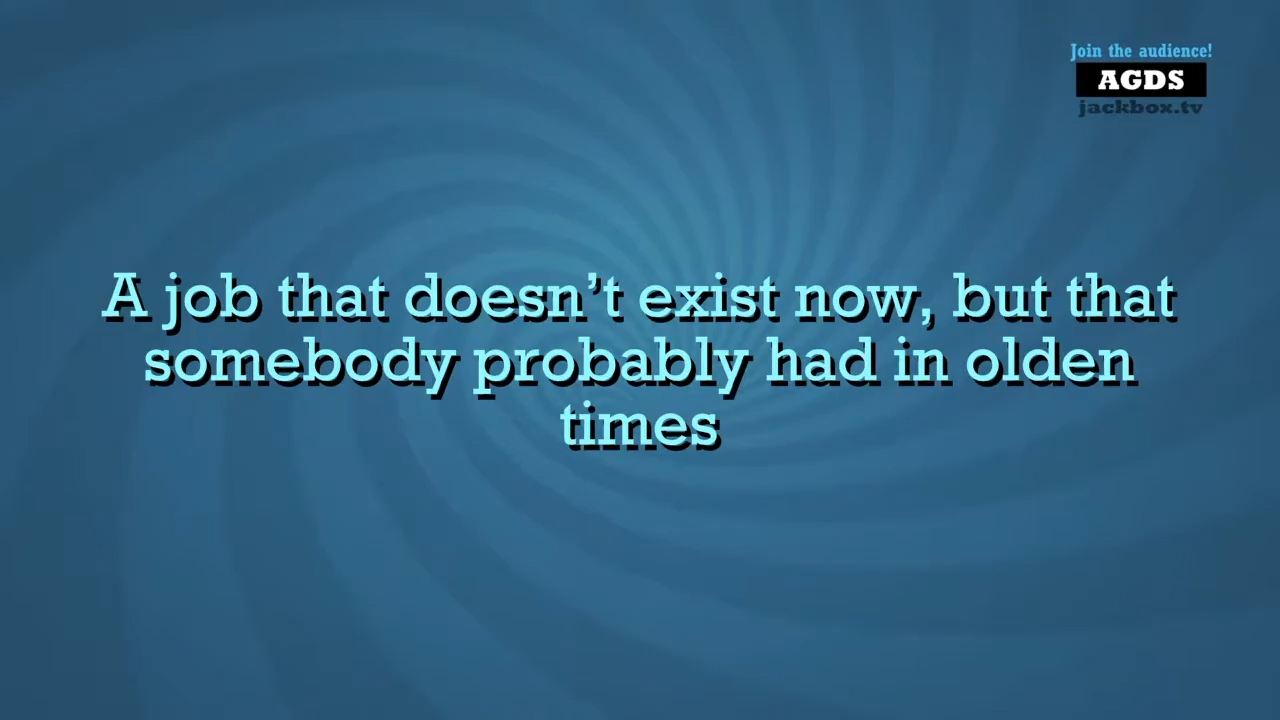 Join the audience!
AGDS
jackbox.tv
A job that doesn’t exist now, but that
somebody probably had in olden
times